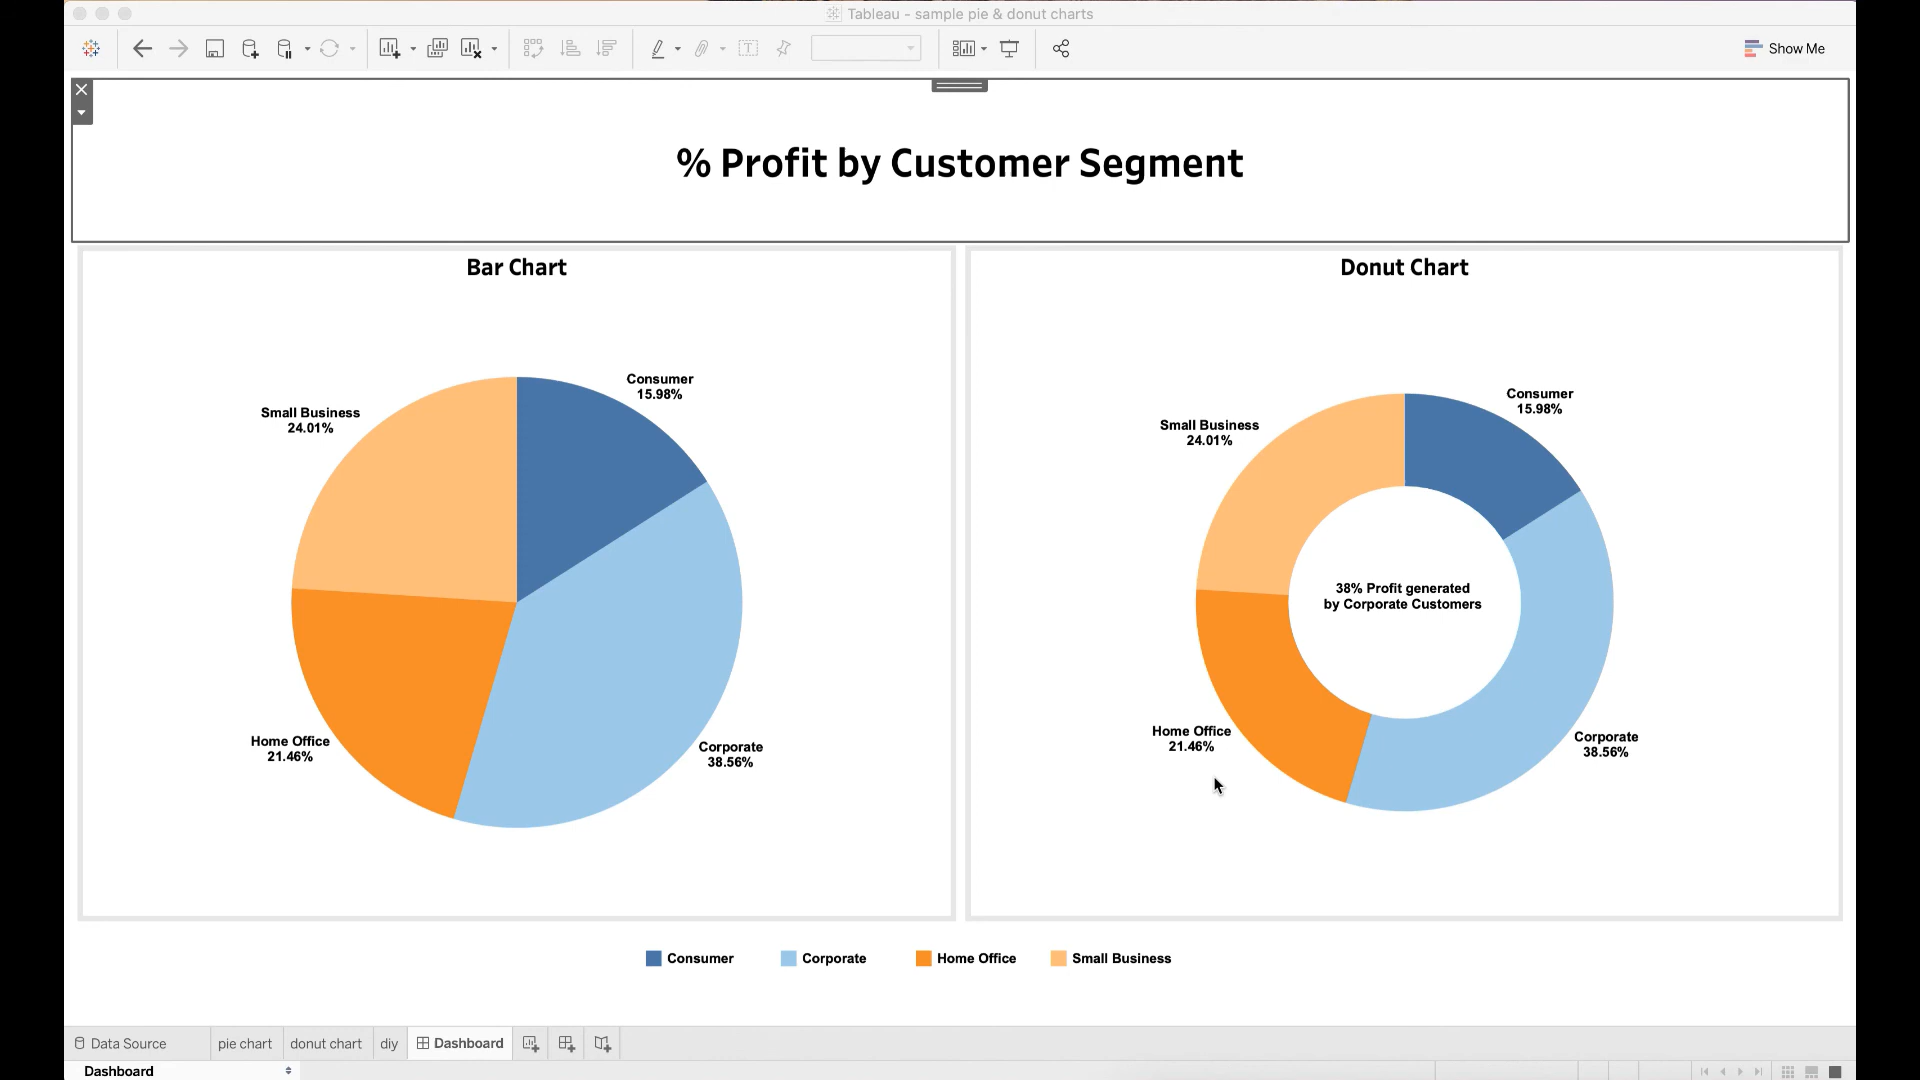 Tableau - sample pie & donut charts
Show Me
% Profit by Customer Segment
Bar Chart
Consumer
15.98%
Small Business
24.01%
Home Office
21.46%
Corporate
38.56%
Donut Chart
Consumer
15.98%
Small Business
24.01%
38% Profit generated
by Corporate Customers
Home Office
21.46%
Corporate
38.56%
Consumer Corporate Home Office Small Business
Data Source pie chart donut chart diy Dashboard
Dashboard